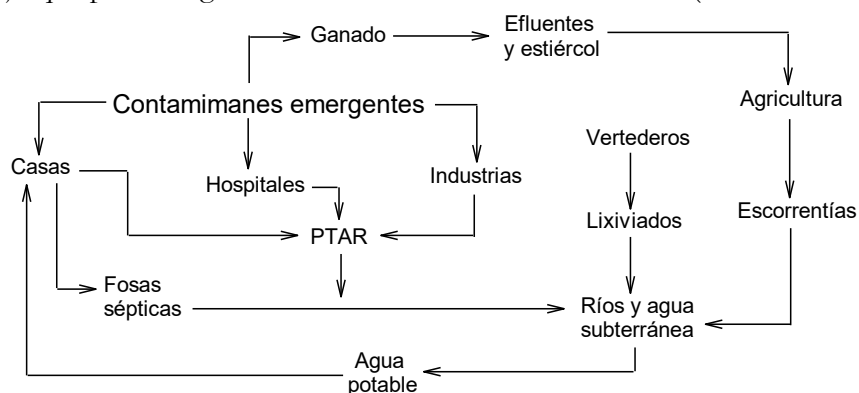 Ganado
Efluentes
y estiércol
Contamimanes emergentes
Agricultura
Vertederos
Casas
Hospitales
Industrias
Lixiviados
Escorrentías
PTAR
Fosas
sépticas
Ríos y agua
subterránea
Agua
potable